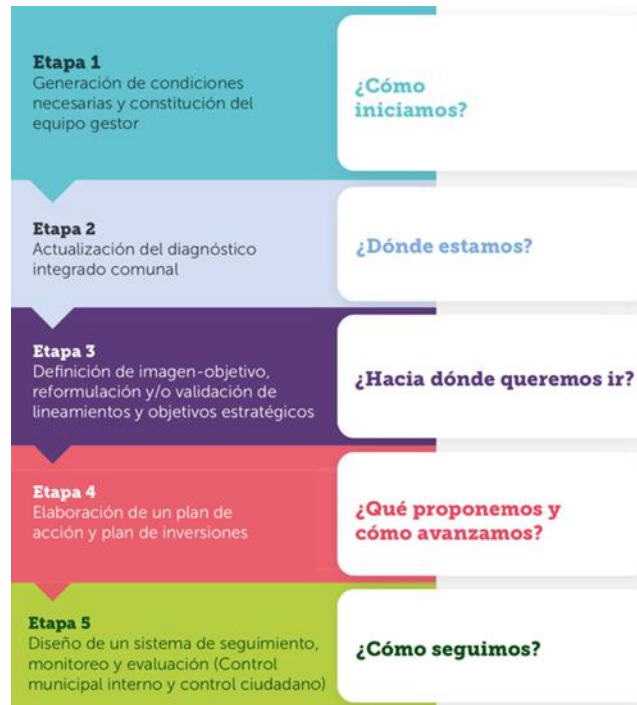 Etapa 1
Generación de condiciones
necesarias y constitución del
equipo gestor
¿Cómo
iniciamos?
Etapa 2
Actualización del diagnóstico
integrado comunal
¿Dónde estamos?
Etapa 3
Definición de imagen-objetivo,
reformulación y/o validación de
lineamientos y objetivos estratégicos
¿Hacia dónde queremos ir?
Etapa 4
Elaboración de un plan de
acción y plan de inversiones
¿Qué proponemos y
cómo avanzamos?
Etapa 5
Diseño de un sistema de seguimiento,
monitoreo y evaluación (Control
municipal interno y control ciudadano)
¿Cómo seguimos?